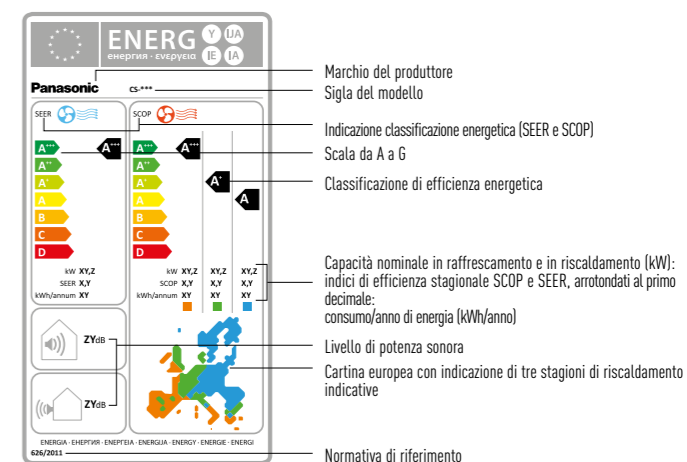 ENERG Y IJA
енергия · ενεργεια IE IA
Panasonic cs-***
Marchio del produttore
Sigla del modello
SEER
SCOP
Indicazione classificazione energetica (SEER e SCOP)
A+++ A+++
A++
A+
A
B
C
D
A+++ A+++
A++
A+ A+
A A
B
C
D
Scala da A a G
Classificazione di efficienza energetica
kW XY,Z
SEER X,Y
kWh/annum XY
kW XY,Z XY,Z XY,Z
SCOP X,Y X,Y X,Y
kWh/annum XY XY XY
Capacità nominale in raffrescamento e in riscaldamento (kW):
indici di efficienza stagionale SCOP e SEER, arrotondati al primo
decimale:
consumo/anno di energia (kWh/anno)
ZYdB
ZYdB
Livello di potenza sonora
Cartina europea con indicazione di tre stagioni di riscaldamento
indicative
ENERGIA · ЕНЕРГИЯ · ΕΝΕΡΓΕΙΑ · ENERGIJA · ENERGY · ENERGIE · ENERGI
626/2011
Normativa di riferimento